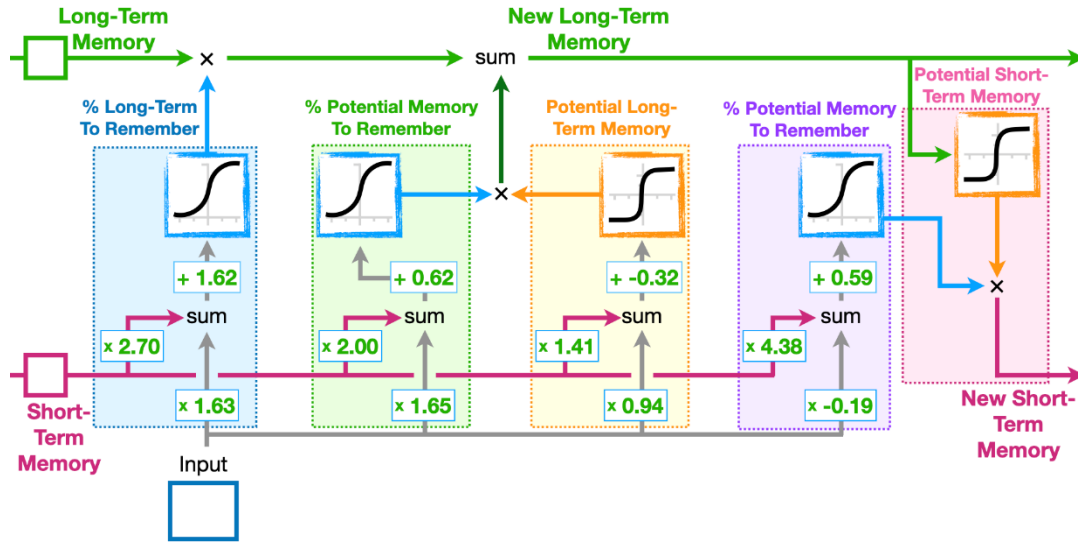 Long-Term
Memory
New Long-Term
Memory
×
sum
Potential Short-
Term Memory
% Long-Term
To Remember
% Potential Memory
To Remember
Potential Long-
Term Memory
% Potential Memory
To Remember
×
+ 1.62
+ 0.62
+ -0.32
+ 0.59
×
sum
sum
sum
sum
x 2.70
x 2.00
x 1.41
x 4.38
x 1.63
x 1.65
x 0.94
x -0.19
Short-
Term
Memory
New Short-
Term
Memory
Input